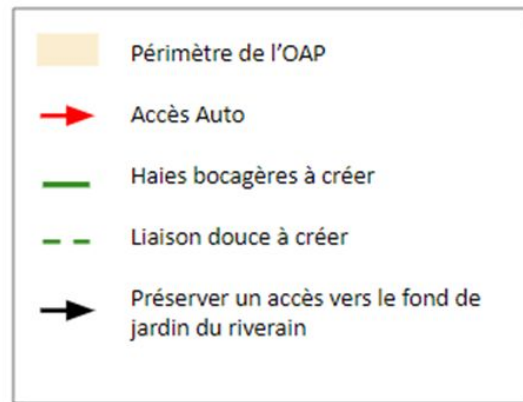 Périmètre de l’OAP
Accès Auto
Haies bocagères à créer
Liaison douce à créer
Préserver un accès vers le fond de
jardin du riverain